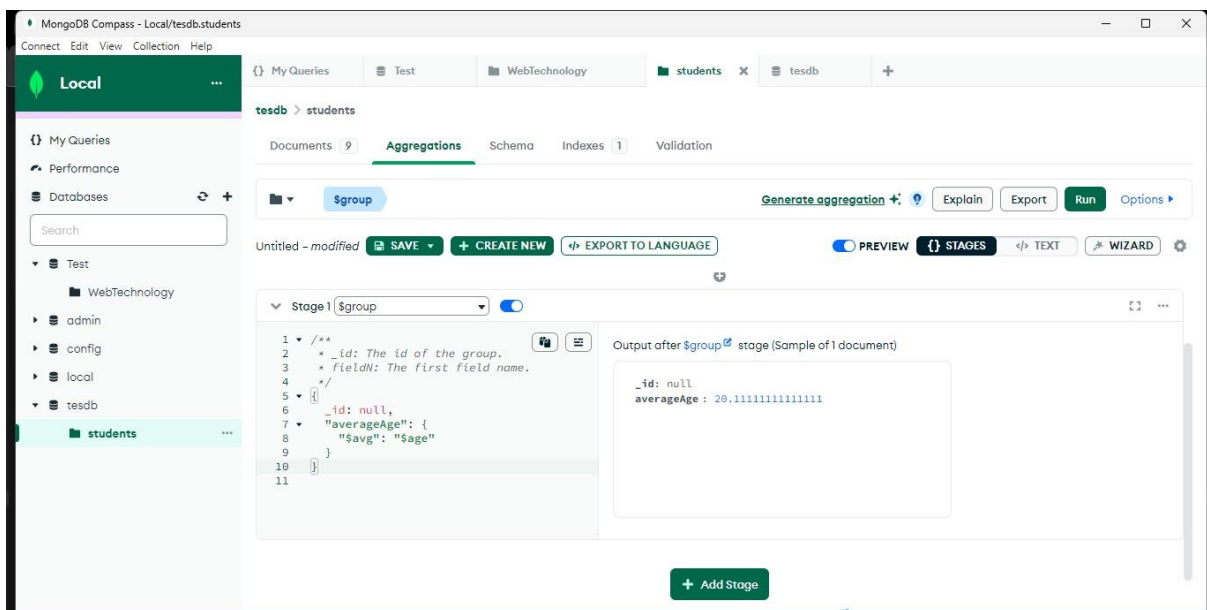 MongoDB Compass - Local/tesdb.students
Connect Edit View Collection Help
Local
{} My Queries
Performance
Databases
Search
Test
WebTechnology
admin
config
local
tesdb
students
{} My Queries Test WebTechnology students tesdb
tesdb > students
Documents 9 Aggregations Schema Indexes 1 Validation
$group Generate aggregation Explain Export Run Options
Untitled – modified SAVE + CREATE NEW </> EXPORT TO LANGUAGE PREVIEW {} STAGES </> TEXT WIZARD
Stage 1 $group
1 /**
2 * _id: The id of the group.
3 * fieldN: The first field name.
4 */
5 {
6 _id: null,
7 "averageAge": {
8 "$avg": "$age"
9 }
10 }
11
Output after $group stage (Sample of 1 document)
_id: null
averageAge : 20.11111111111111
+ Add Stage